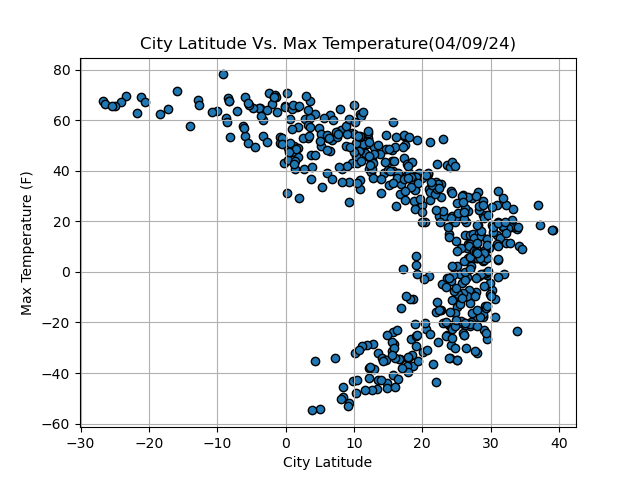 City Latitude Vs. Max Temperature(04/09/24)
Max Temperature (F)
80
60
40
20
0
−20
−40
−60
−30 −20 −10 0 10 20 30 40
City Latitude